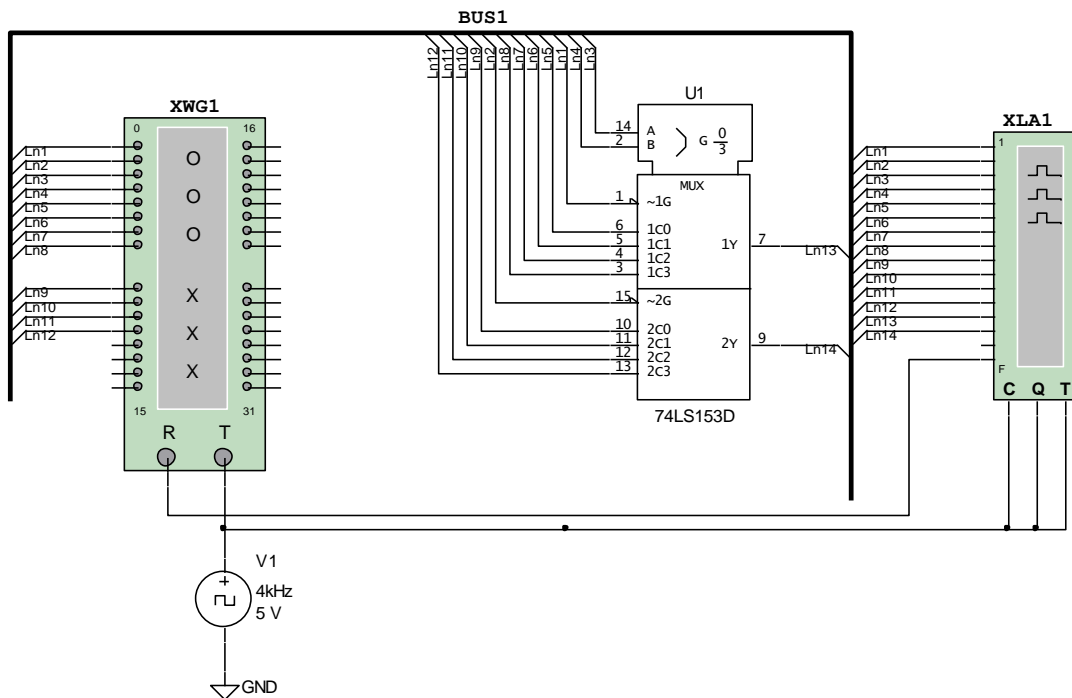 BUS1
Ln12
Ln11
Ln10
Ln9
Ln2
Ln8
Ln7
Ln6
Ln5
Ln1
Ln4
Ln3
XWG1
0
16
O
O
O
X
X
X
15
31
R
T
Ln1
Ln2
Ln3
Ln4
Ln5
Ln6
Ln7
Ln8
Ln9
Ln10
Ln11
Ln12
U1
14 A
2 B
G 0
3
MUX
1 ~1G
6 1C0
5 1C1
4 1C2
3 1C3
1Y 7
Ln13
15 ~2G
10 2C0
11 2C1
12 2C2
13 2C3
2Y 9
Ln14
74LS153D
XLA1
1
F
C Q T
Ln1
Ln2
Ln3
Ln4
Ln5
Ln6
Ln7
Ln8
Ln9
Ln10
Ln11
Ln12
Ln13
Ln14
V1
+
4kHz
5 V
GND